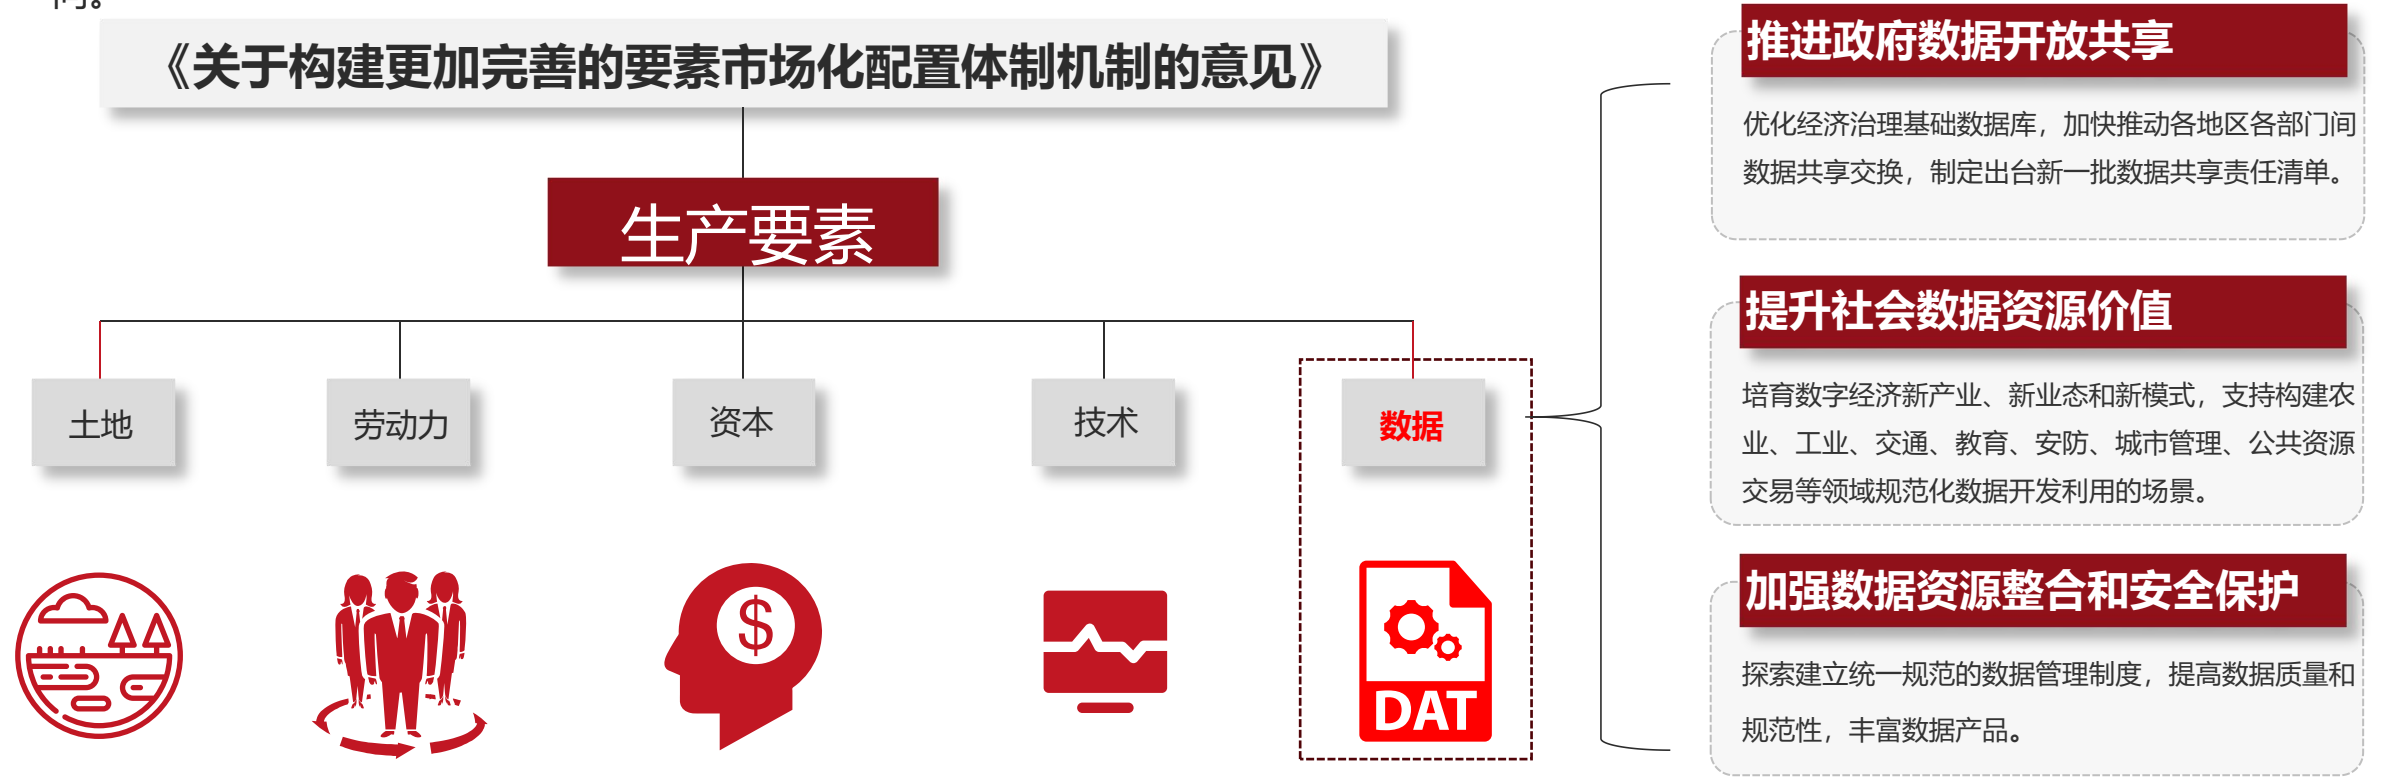 《关于构建更加完善的要素市场化配置体制机制的意见》
生产要素
土地
劳动力
资本
技术
数据
$
DAT
推进政府数据开放共享
优化经济治理基础数据库，加快推动各地区各部门间
数据共享交换，制定出台新一批数据共享责任清单。
提升社会数据资源价值
培育数字经济新产业、新业态和新模式，支持构建农
业、工业、交通、教育、安防、城市管理、公共资源
交易等领域规范化数据开发利用的场景。
加强数据资源整合和安全保护
探索建立统一规范的数据管理制度，提高数据质量和
规范性，丰富数据产品。